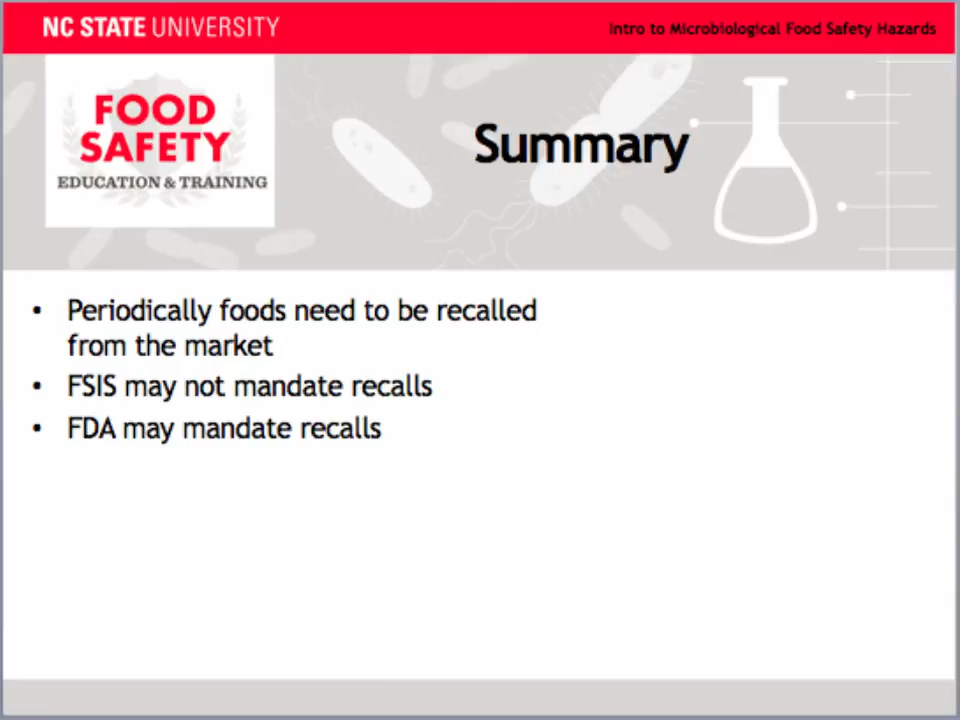 NC STATE UNIVERSITY
Intro to Microbiological Food Safety Hazards
FOOD
SAFETY
EDUCATION & TRAINING
Summary
• Periodically foods need to be recalled
from the market
• FSIS may not mandate recalls
• FDA may mandate recalls